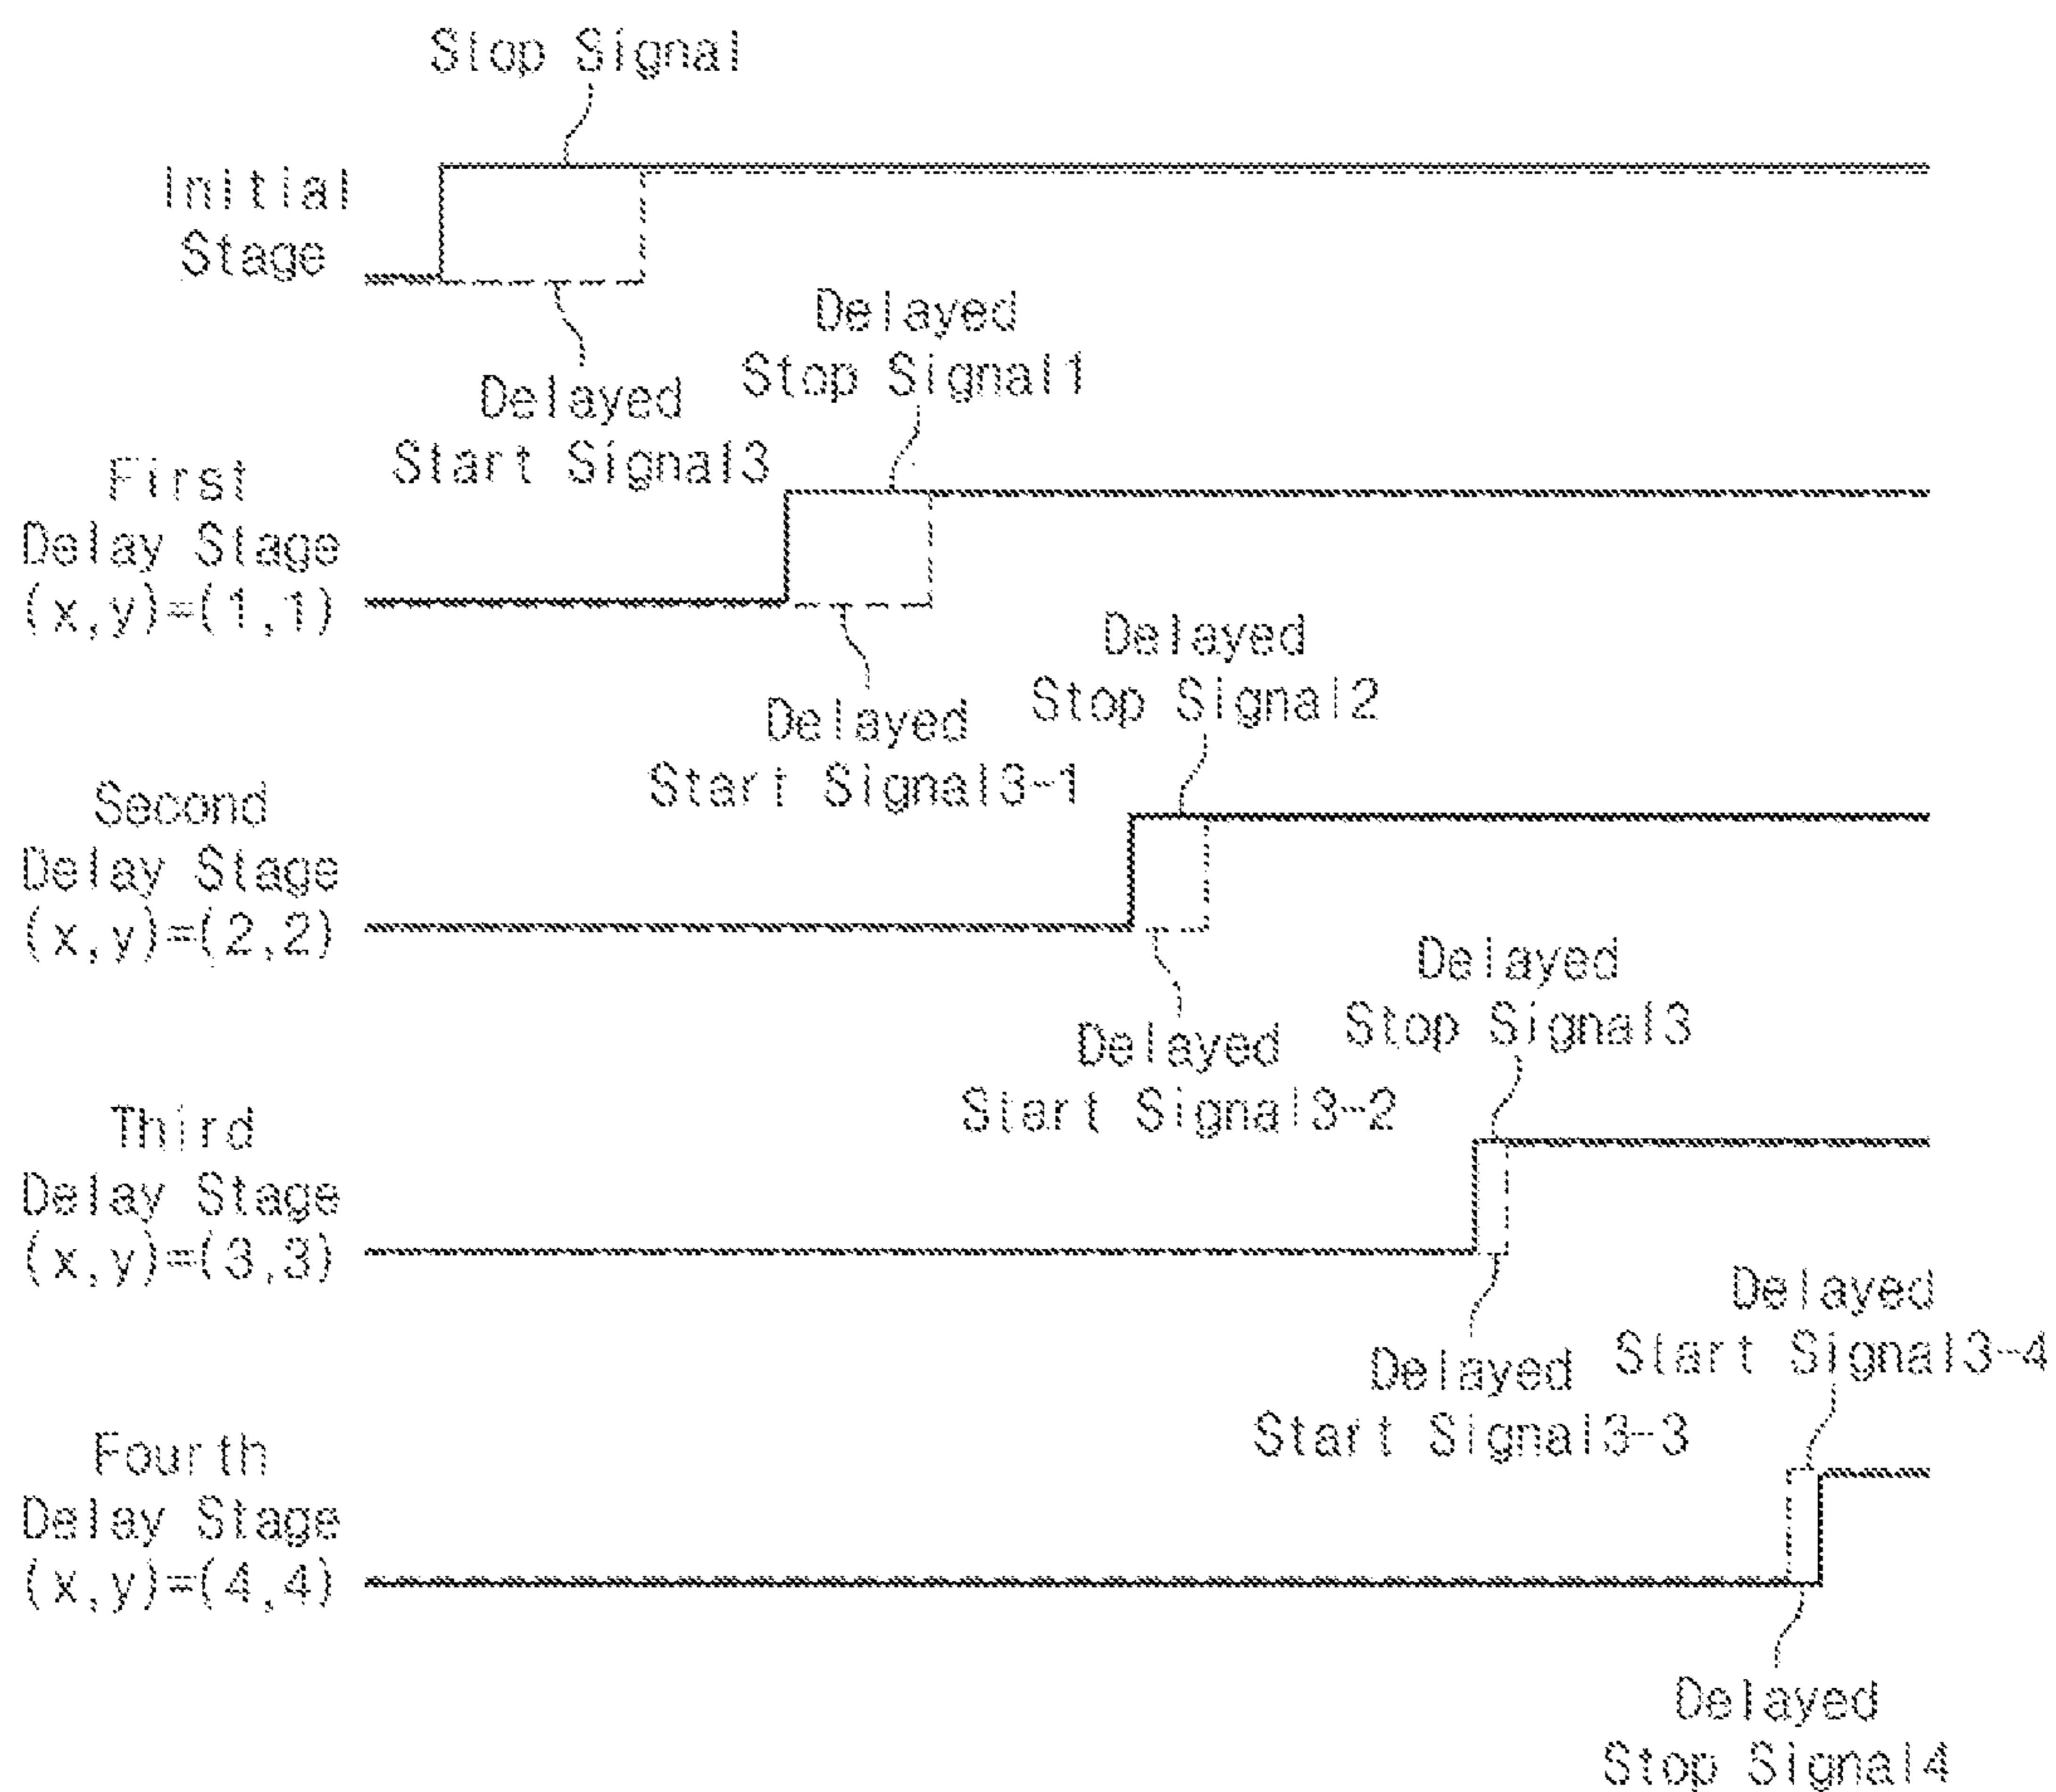 Stop Signal
Initial
Stage
Delayed
Start Signal3
Delayed
Stop Signal1
First
Delay Stage
(x,y)=(1,1)
Delayed
Start Signal3-1
Delayed
Stop Signal2
Second
Delay Stage
(x,y)=(2,2)
Delayed
Start Signal3-2
Delayed
Stop Signal3
Third
Delay Stage
(x,y)=(3,3)
Delayed
Start Signal3-3
Delayed
Start Signal3-4
Fourth
Delay Stage
(x,y)=(4,4)
Delayed
Stop Signal4